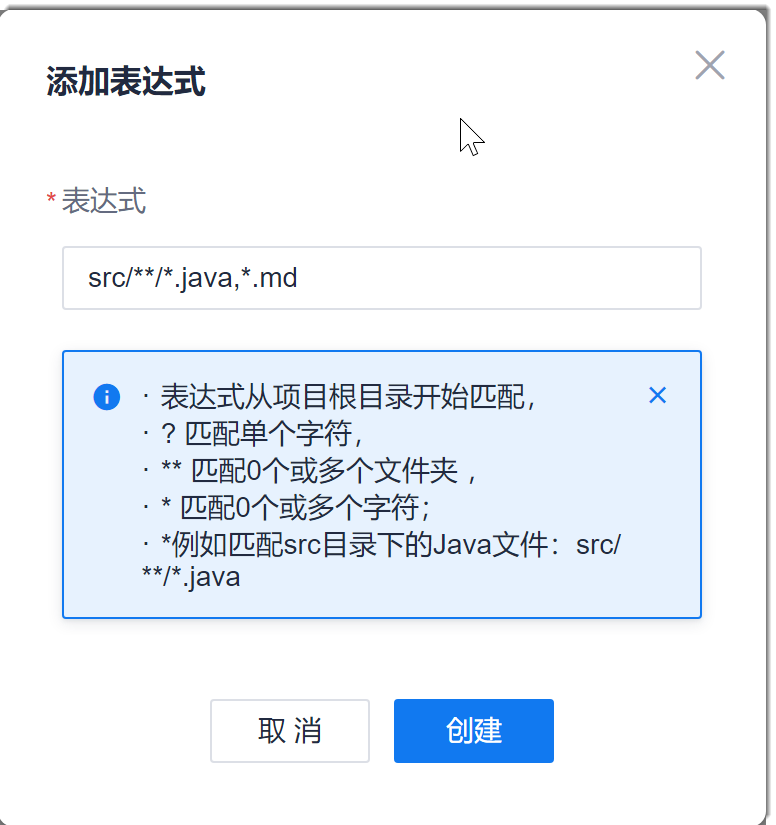 添加表达式
* 表达式
src/**/*.java,*.md
· 表达式从项目根目录开始匹配，
· ? 匹配单个字符，
· ** 匹配0个或多个文件夹 ，
· * 匹配0个或多个字符；
· *例如匹配src目录下的Java文件：src/
**/*.java
取 消
创建